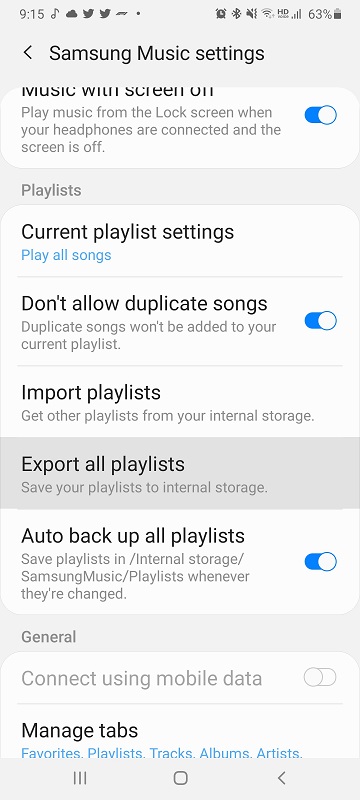 9:15 HD 63%
Samsung Music settings
Music with screen off
Play music from the Lock screen when
your headphones are connected and the
screen is off.
Playlists
Current playlist settings
Play all songs
Don't allow duplicate songs
Duplicate songs won't be added to your
current playlist.
Import playlists
Get other playlists from your internal storage.
Export all playlists
Save your playlists to internal storage.
Auto back up all playlists
Save playlists in /Internal storage/
SamsungMusic/Playlists whenever
they're changed.
General
Connect using mobile data
Manage tabs
Favorites, Playlists, Tracks, Albums, Artists,